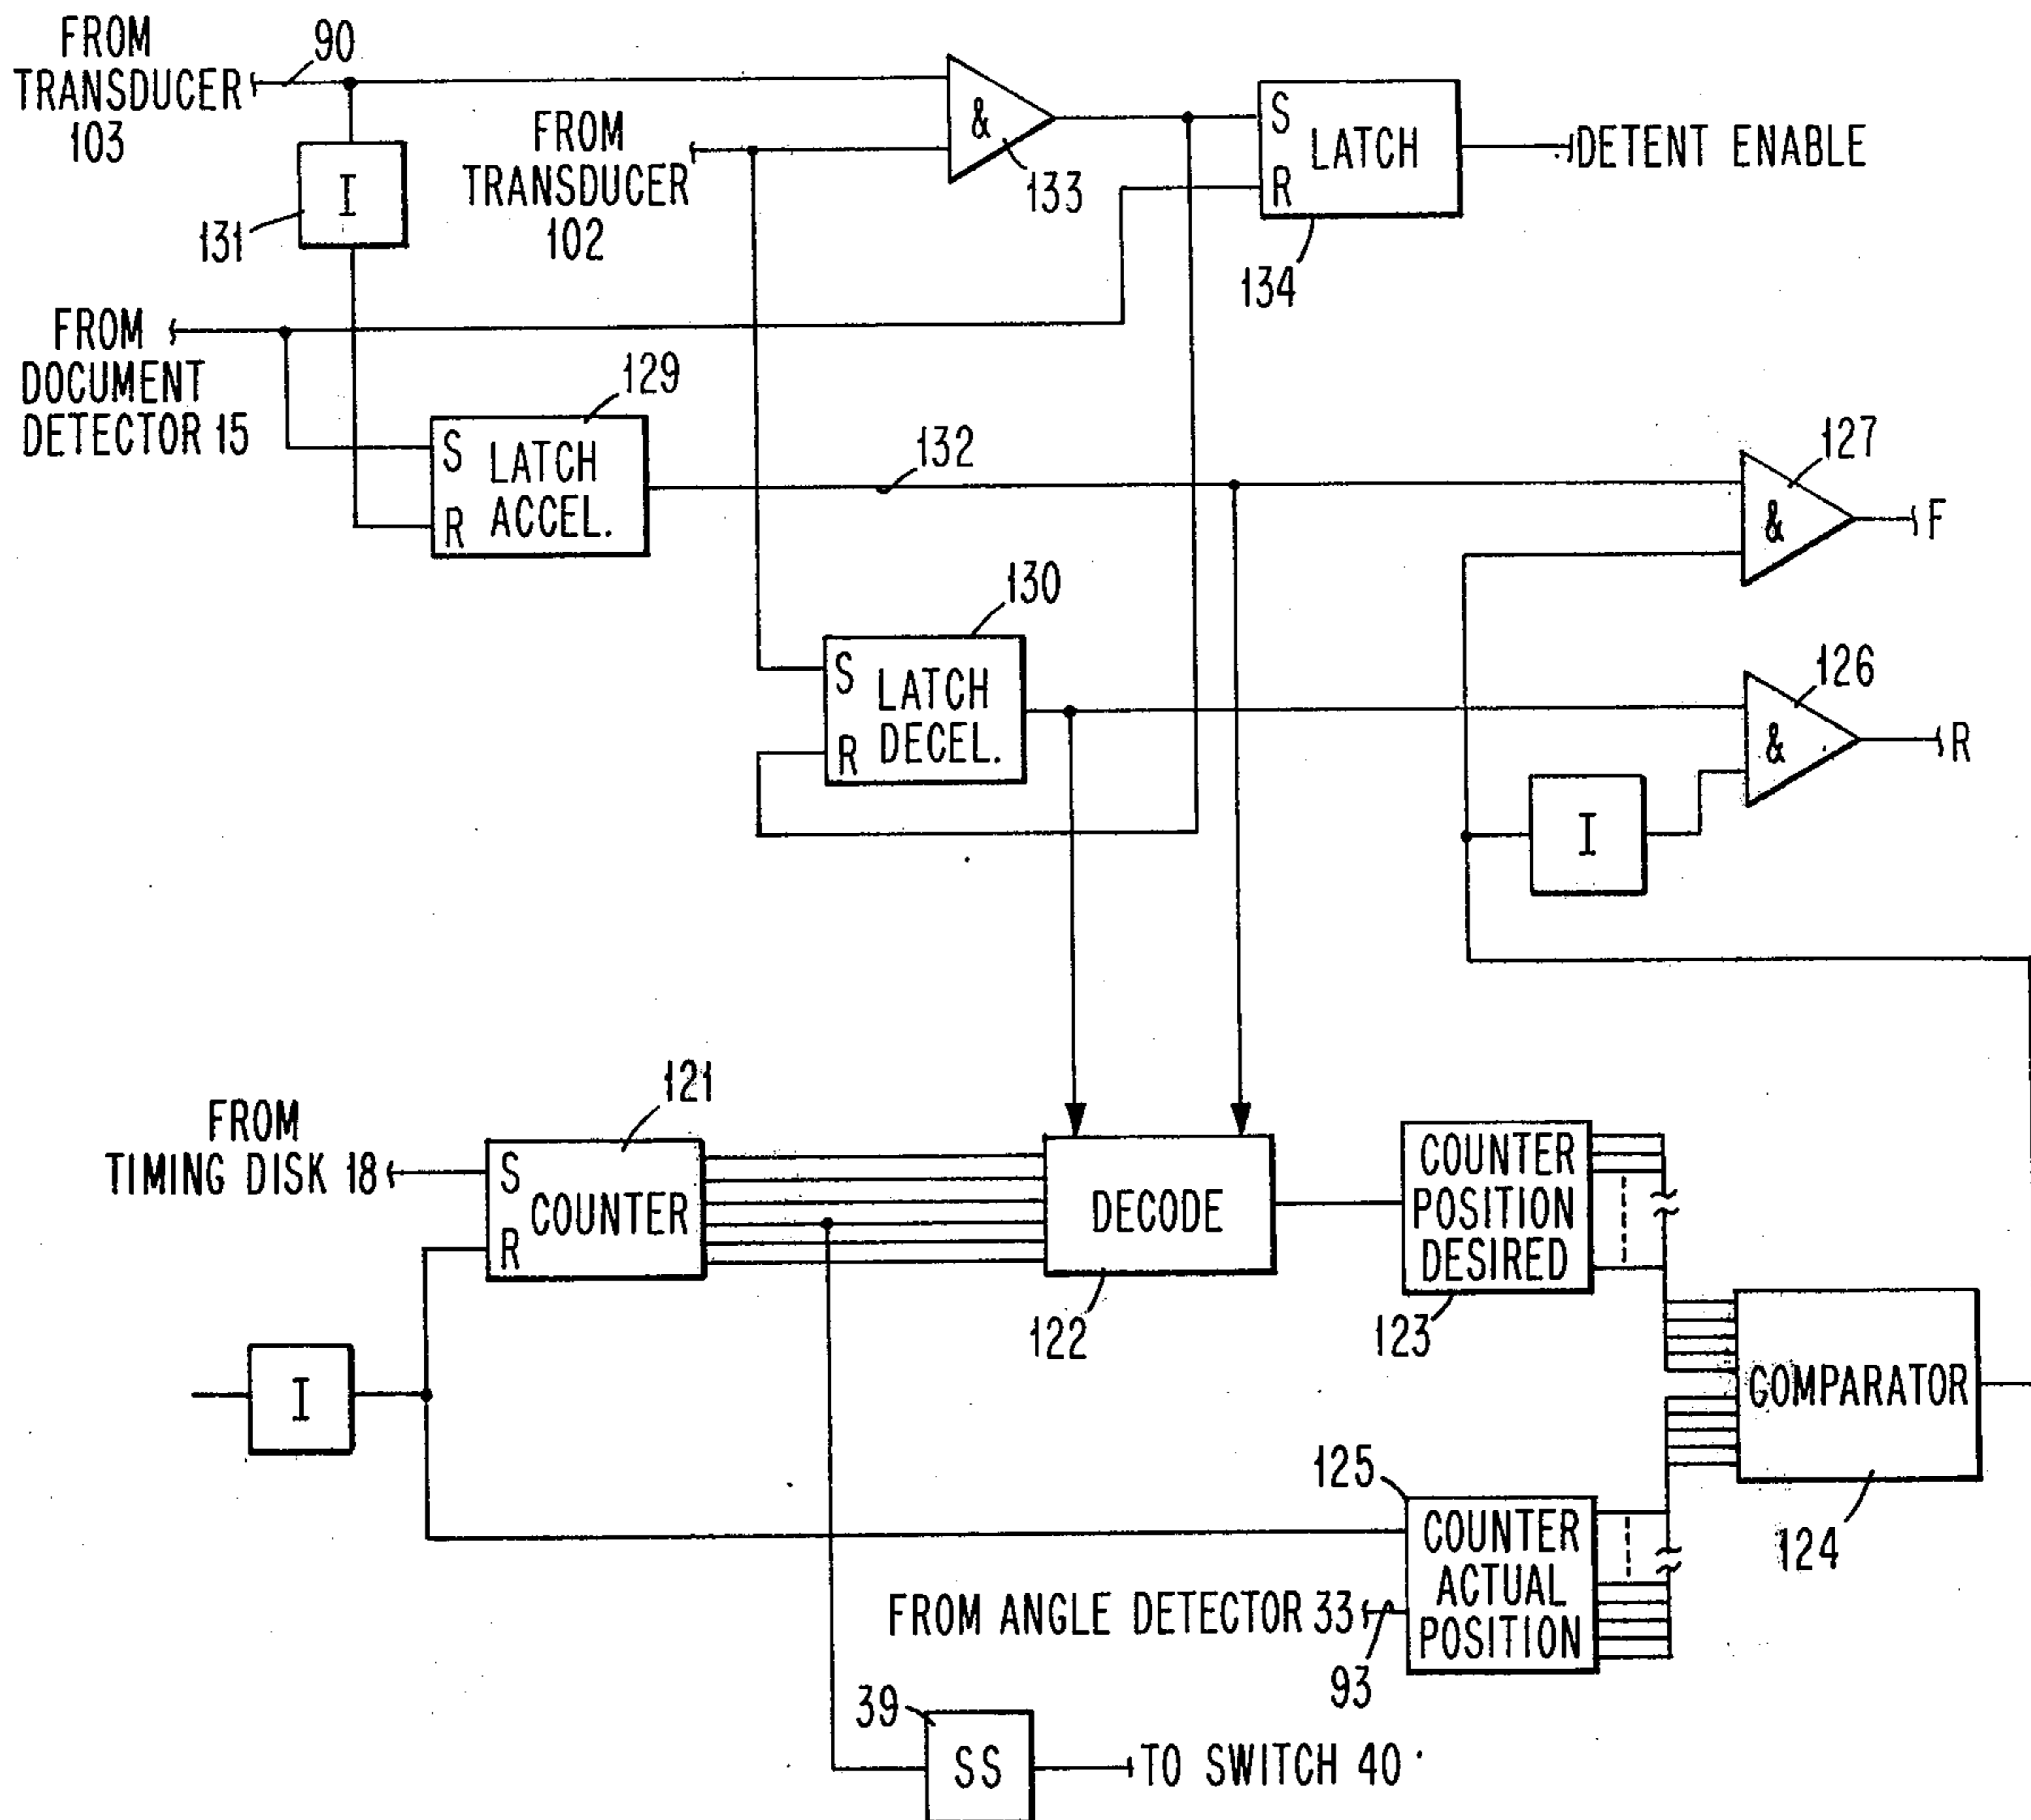 FROM
TRANSDUCER
103
90
I
131
FROM
TRANSDUCER
102
&
133
S
LATCH
R
134
DETENT ENABLE
FROM
DOCUMENT
DETECTOR 15
129
S
LATCH
ACCEL.
R
132
127
&
F
130
S
LATCH
DECEL.
R
126
&
R
I
FROM
TIMING DISK 18
121
S
COUNTER
R
DECODE
122
COUNTER
POSITION
DESIRED
123
I
COMPARATOR
124
125
COUNTER
ACTUAL
POSITION
FROM ANGLE DETECTOR 33
93
39
SS
TO SWITCH 40